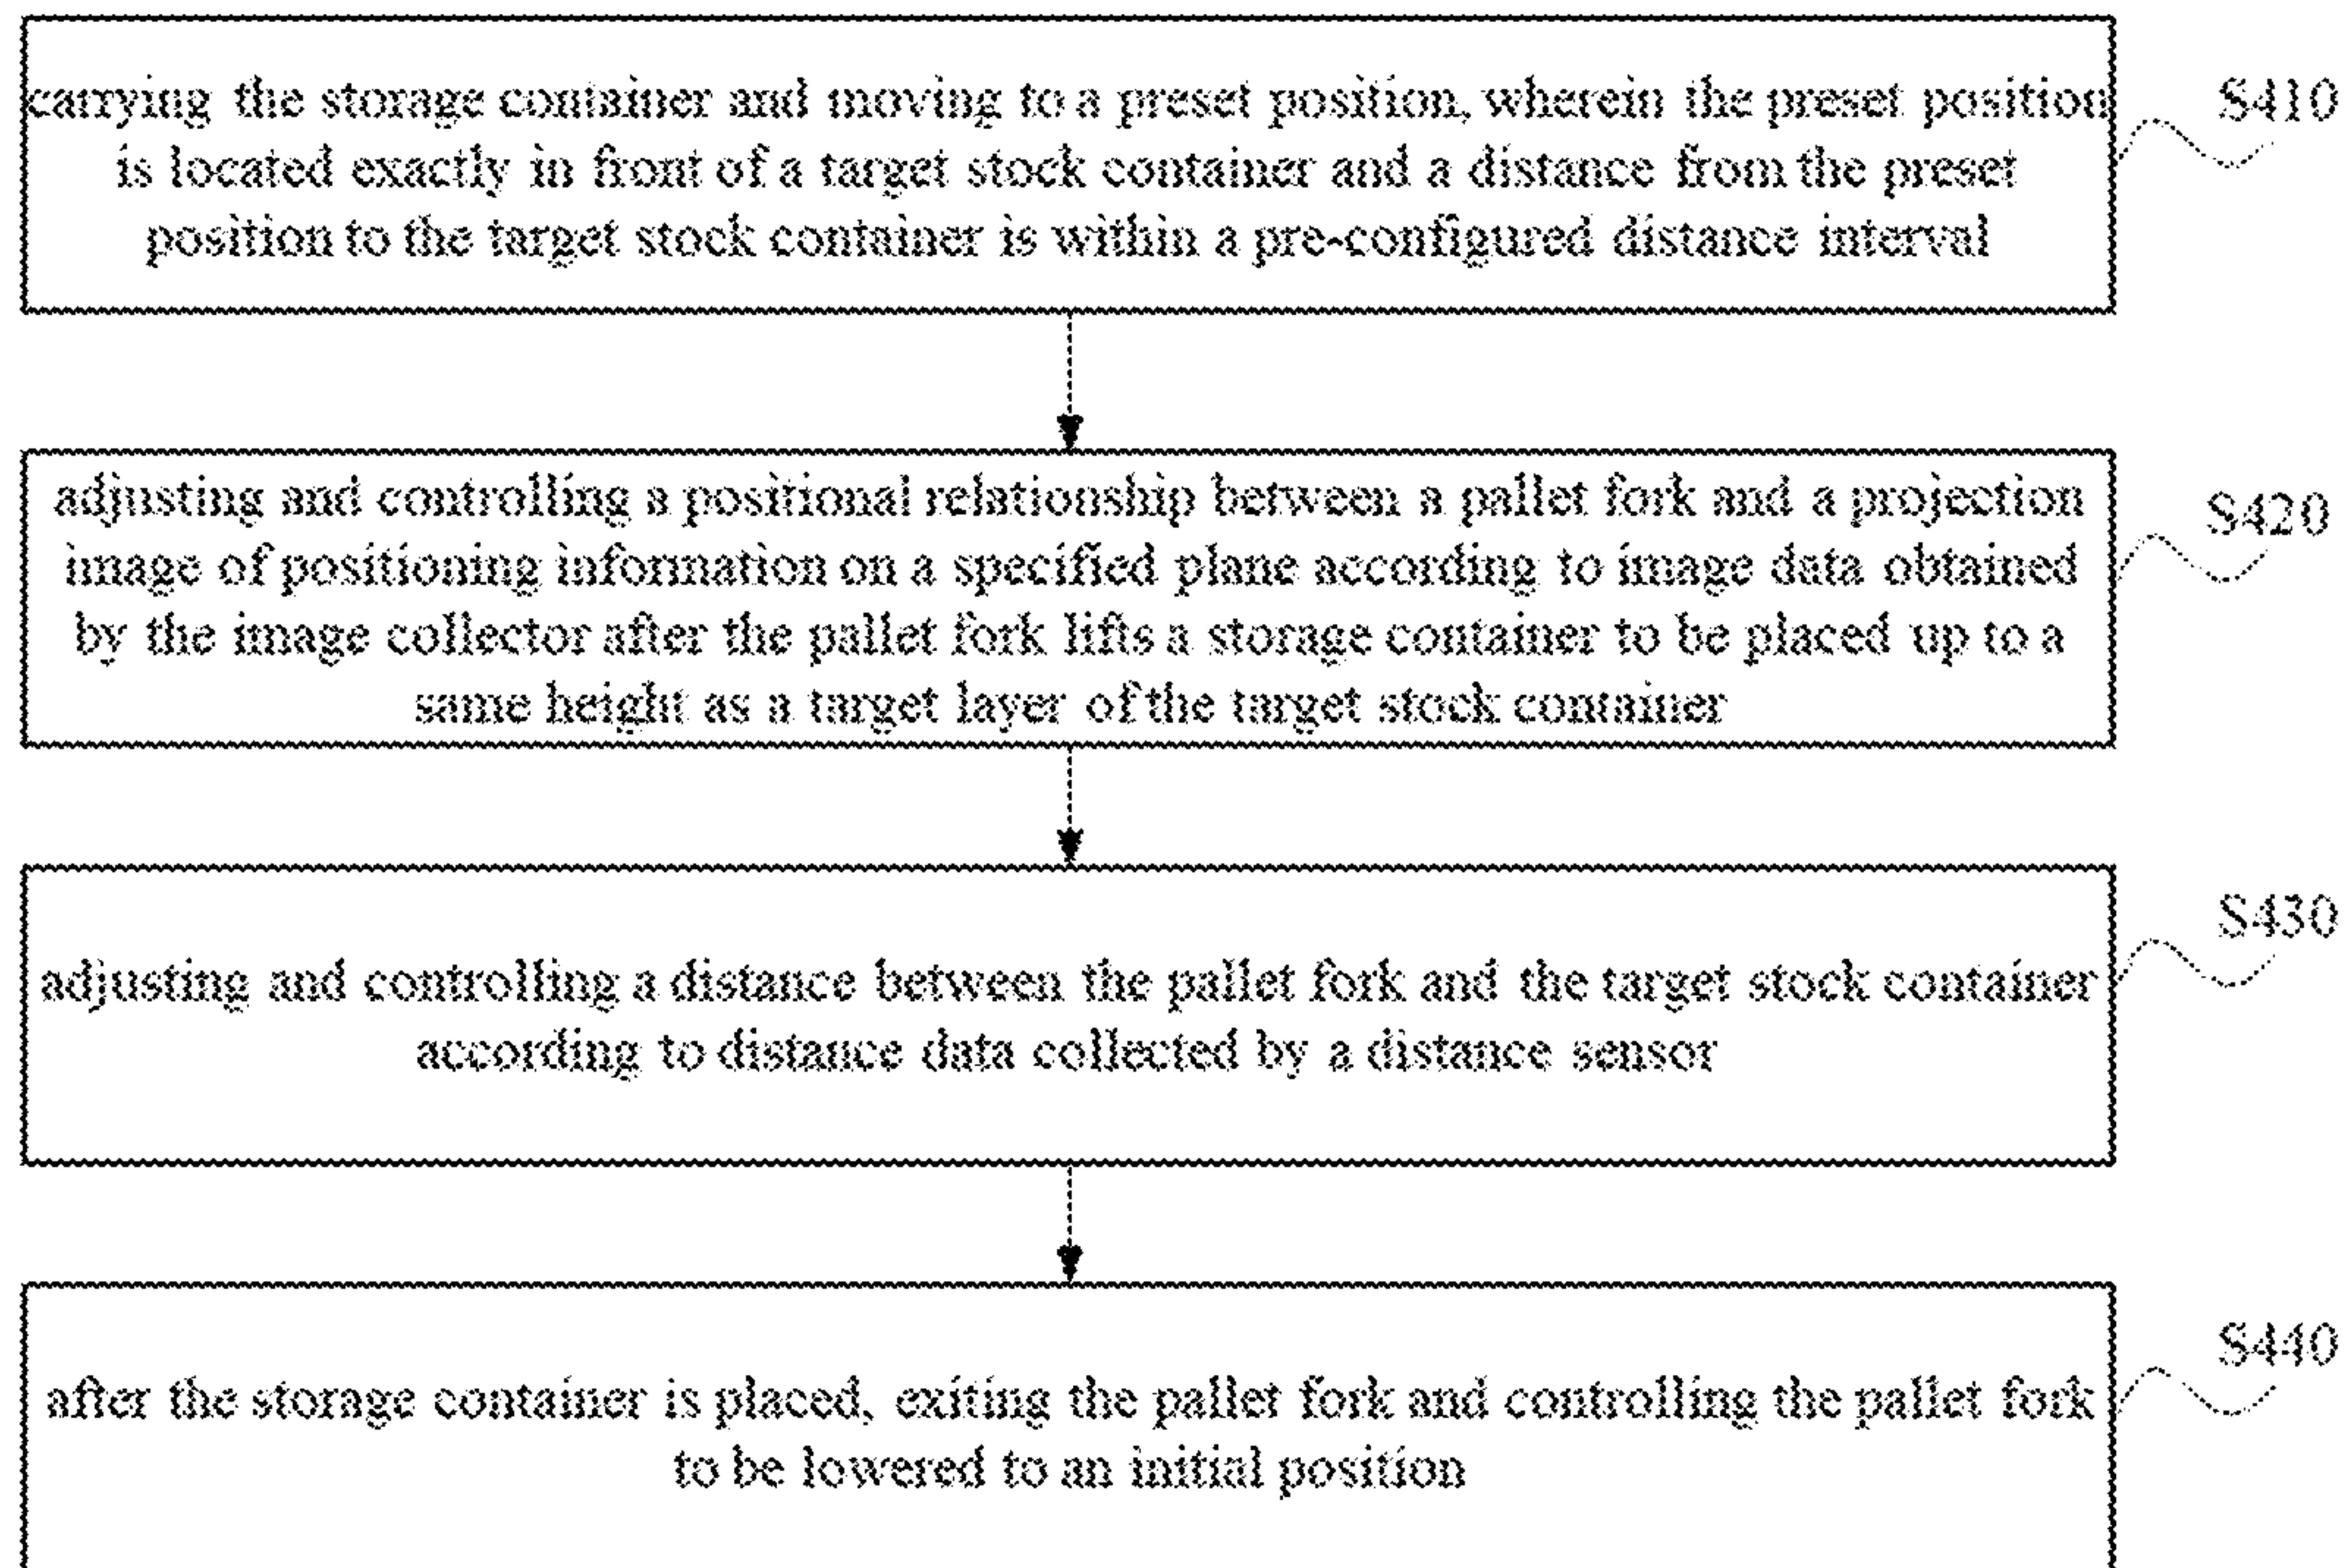 carrying the storage container and moving to a preset position, wherein the preset position
is located exactly in front of a target stock container and a distance from the preset
position to the target stock container is within a pre-configured distance interval
S410
adjusting and controlling a positional relationship between a pallet fork and a projection
image of positioning information on a specified plane according to image data obtained
by the image collector after the pallet fork lifts a storage container to be placed up to a
same height as a target layer of the target stock container
S420
adjusting and controlling a distance between the pallet fork and the target stock container
according to distance data collected by a distance sensor
S430
after the storage container is placed, exiting the pallet fork and controlling the pallet fork
to be lowered to an initial position
S440